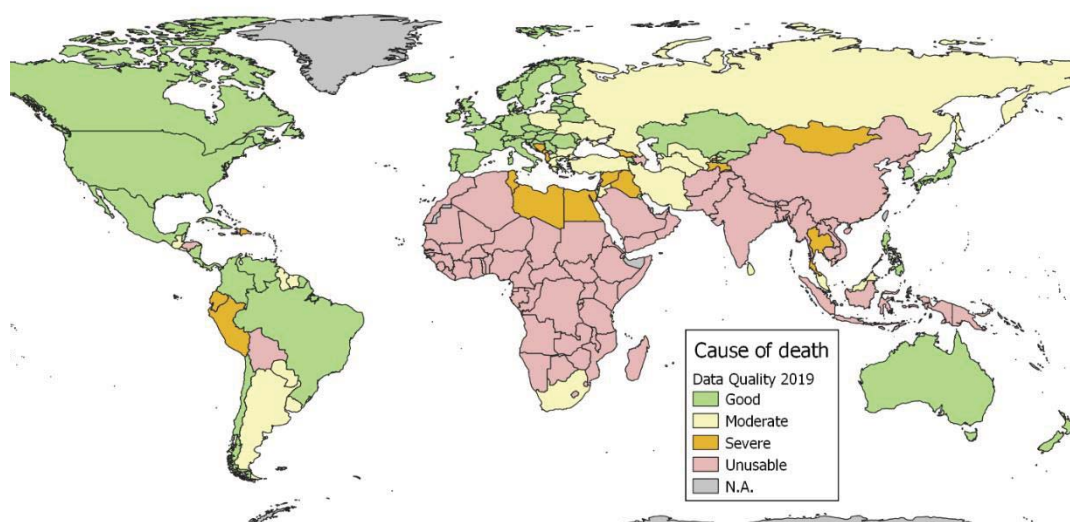 Cause of death
Data Quality 2019
Good
Moderate
Severe
Unusable
N.A.